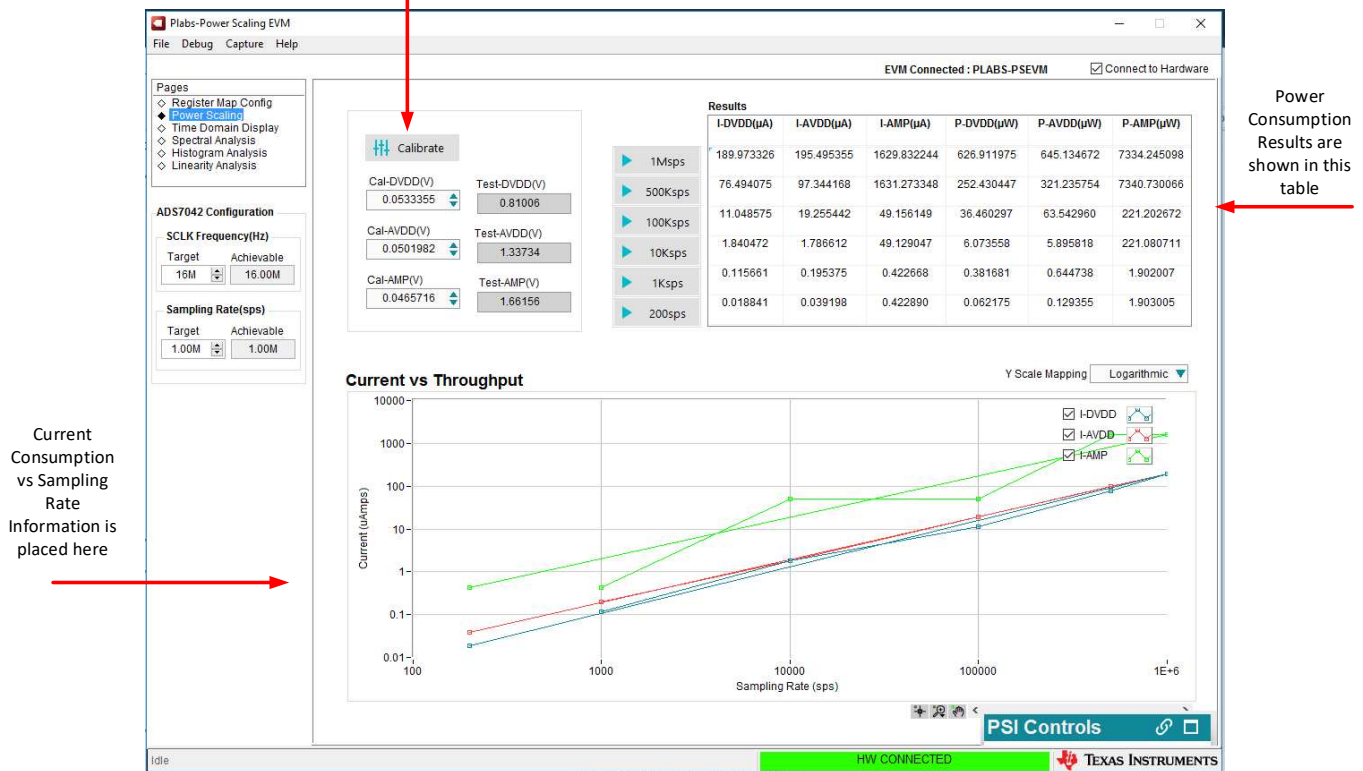 Plabs-Power Scaling EVM
File Debug Capture Help
EVM Connected : PLABS-PSEVM
Connect to Hardware
Pages
Register Map Config
Power Scaling
Time Domain Display
Spectral Analysis
Histogram Analysis
Linearity Analysis
ADS7042 Configuration
SCLK Frequency(Hz)
Target Achievable
16M 16.00M
Sampling Rate(sps)
Target Achievable
1.00M 1.00M
Calibrate
Cal-DVDD(V) Test-DVDD(V)
0.0533355 0.81006
Cal-AVDD(V) Test-AVDD(V)
0.0501982 1.33734
Cal-AMP(V) Test-AMP(V)
0.0465716 1.66156
1Msps
500Ksps
100Ksps
10Ksps
1Ksps
200sps
Results
I-DVDD(μA) I-AVDD(μA) I-AMP(μA) P-DVDD(μW) P-AVDD(μW) P-AMP(μW)
189.973326 195.495355 1629.832244 626.911975 645.134672 7334.245098
76.494075 97.344168 1631.273348 252.430447 321.235754 7340.730066
11.048575 19.255442 49.156149 36.460297 63.542960 221.202672
1.840472 1.786612 49.129047 6.073558 5.895818 221.080711
0.115661 0.195375 0.422668 0.381681 0.644738 1.902007
0.018841 0.039198 0.422890 0.062175 0.129355 1.903005
Power
Consumption
Results are
shown in this
table
Current vs Throughput
Y Scale Mapping Logarithmic
I-DVDD
I-AVDD
I-AMP
Current (uAmps)
10000
1000
100
10
1
0.1
0.01
100 1000 10000 100000 1E+6
Sampling Rate (sps)
Current
Consumption
vs Sampling
Rate
Information is
placed here
PSI Controls
Idle
HW CONNECTED
TEXAS INSTRUMENTS